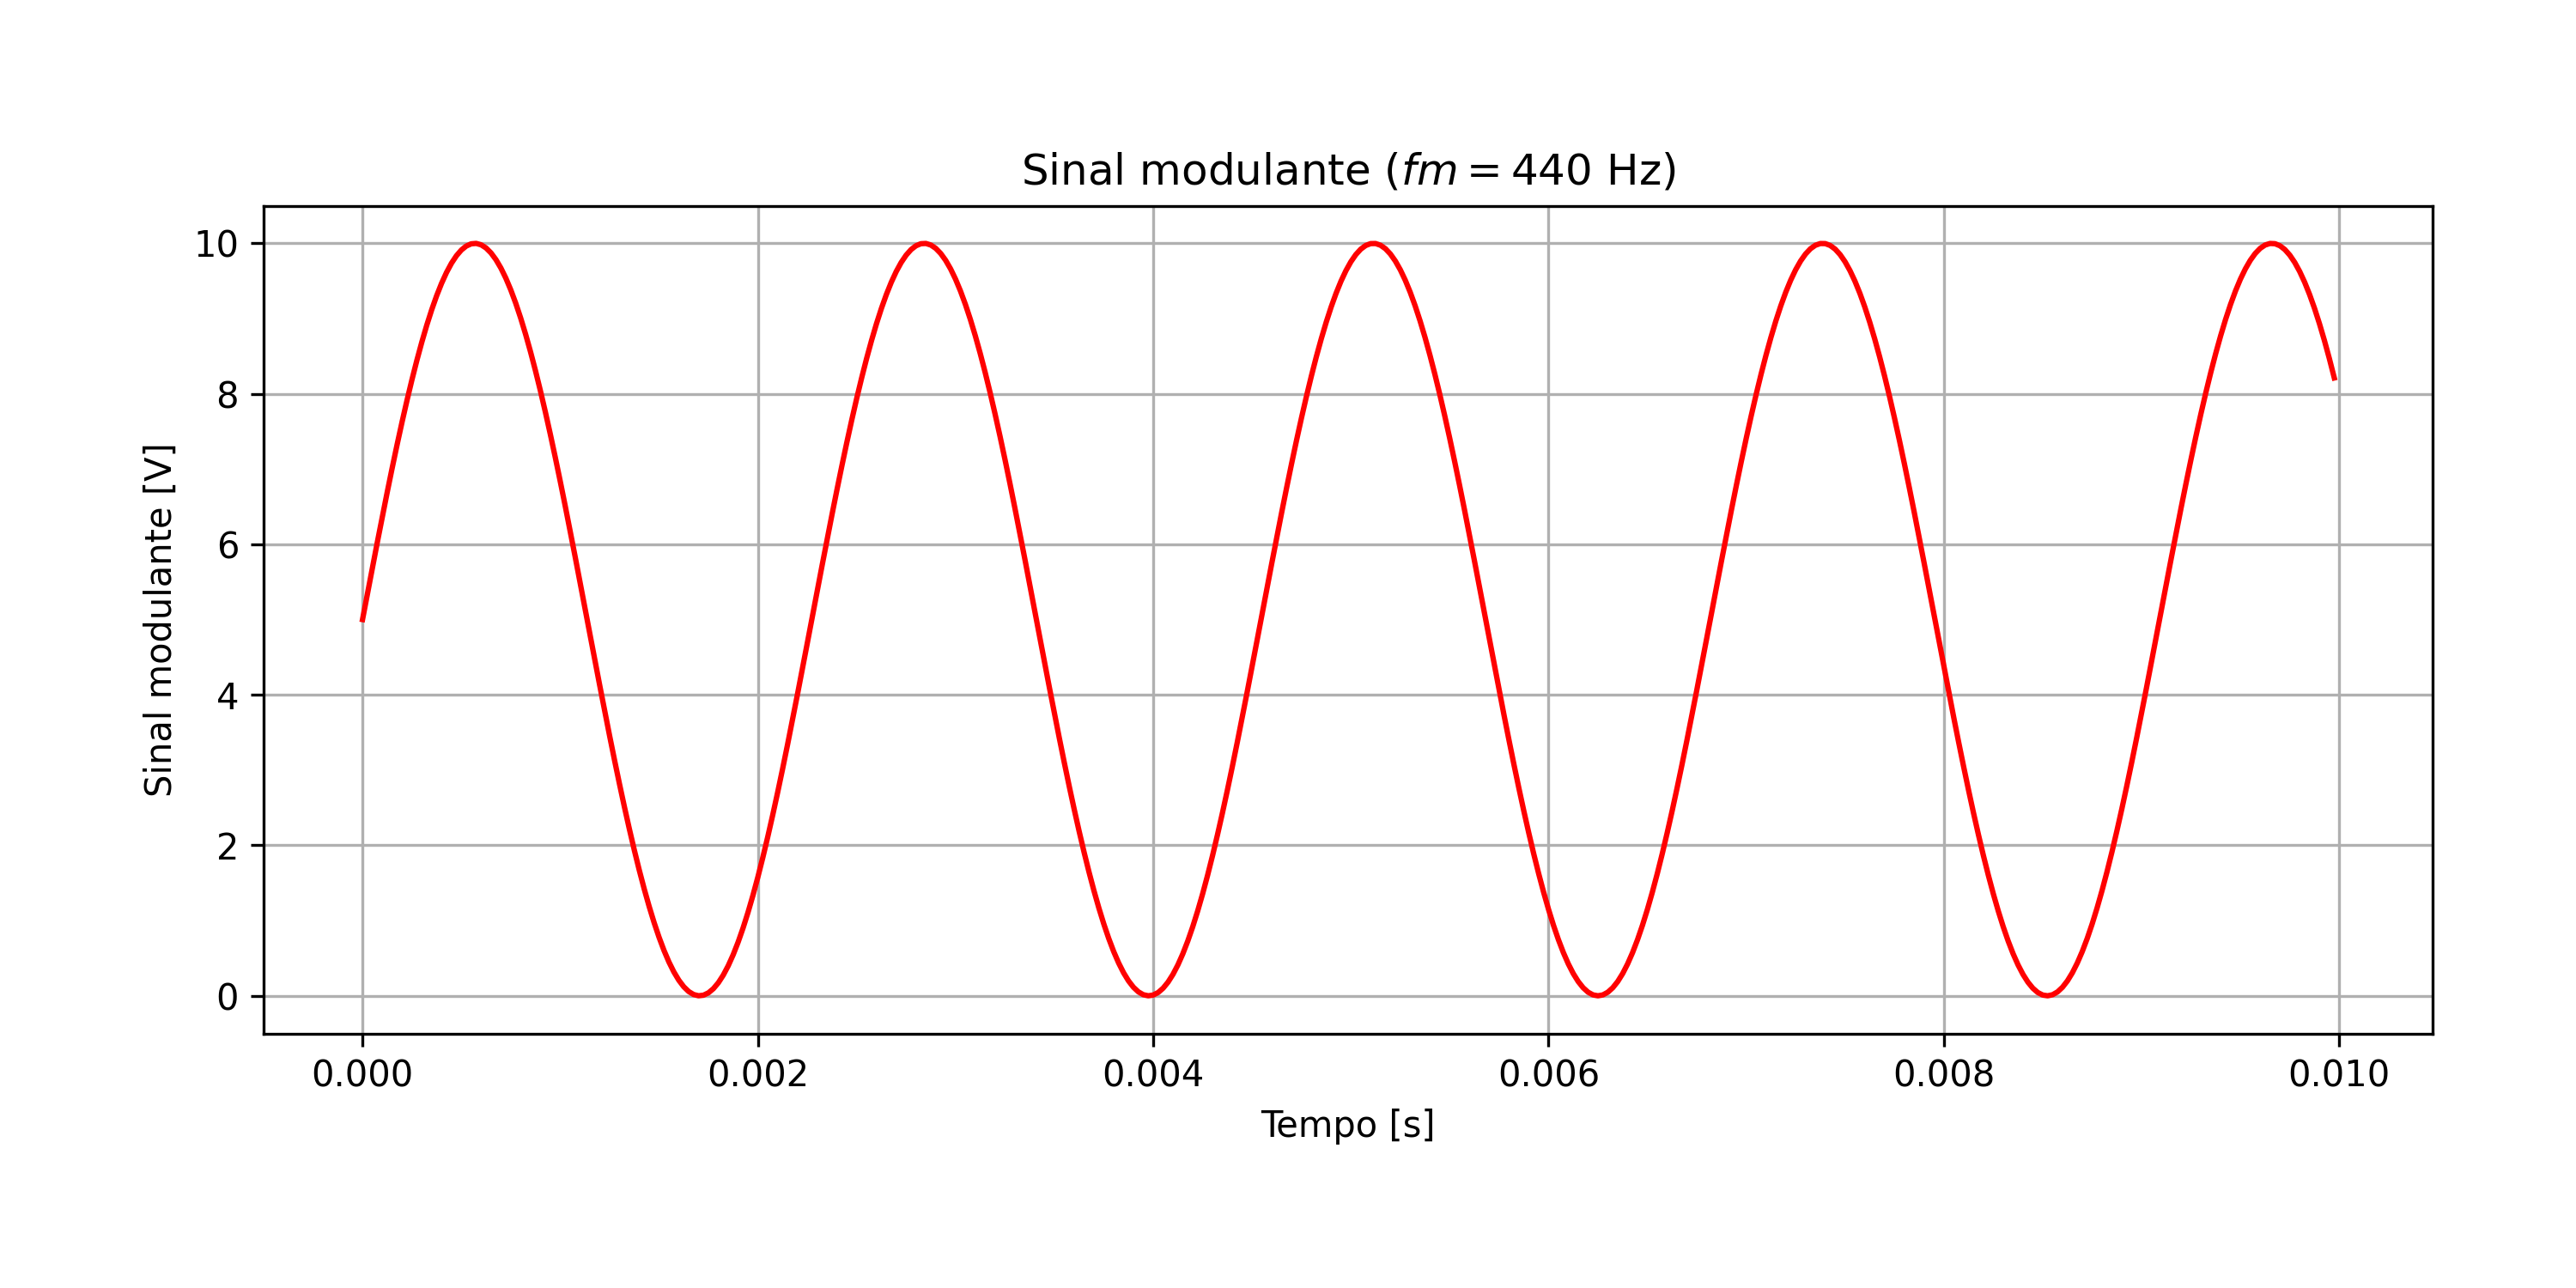 Sinal modulante (fm = 440 Hz)
Sinal modulante [V]
10
8
6
4
2
0
0.000 0.002 0.004 0.006 0.008 0.010
Tempo [s]